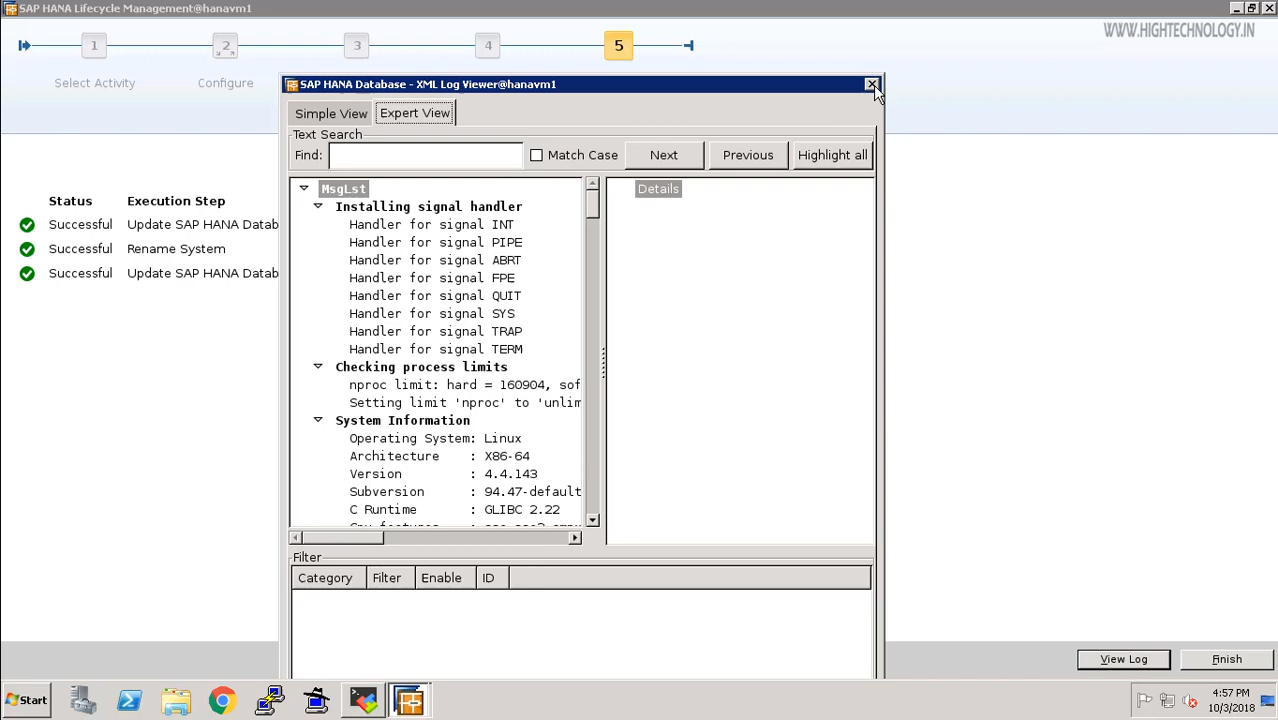 SAP HANA Lifecycle Management@hanavm1
WWW.HIGHTECHNOLOGY.IN
1 2 3 4 5
Select Activity Configure
SAP HANA Database - XML Log Viewer@hanavm1
Simple View Expert View
Text Search
Find: Match Case Next Previous Highlight all
Status Execution Step
Successful Update SAP HANA Datab
Successful Rename System
Successful Update SAP HANA Datab
MsgLst
Installing signal handler
Handler for signal INT
Handler for signal PIPE
Handler for signal ABRT
Handler for signal FPE
Handler for signal QUIT
Handler for signal SYS
Handler for signal TRAP
Handler for signal TERM
Checking process limits
nproc limit: hard = 160904, sof
Setting limit 'nproc' to 'unlim
System Information
Operating System: Linux
Architecture : X86-64
Version : 4.4.143
Subversion : 94.47-default
C Runtime : GLIBC 2.22
Details
Filter
Category Filter Enable ID
View Log Finish
Start
4:57 PM
10/3/2018